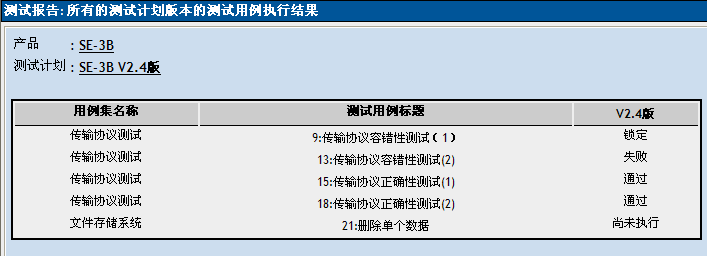 测试报告:所有的测试计划版本的测试用例执行结果
产品 : SE-3B
测试计划 : SE-3B V2.4版
用例集名称 测试用例标题 V2.4版
传输协议测试 9:传输协议容错性测试（1） 锁定
传输协议测试 13:传输协议容错性测试(2) 失败
传输协议测试 15:传输协议正确性测试(1) 通过
传输协议测试 18:传输协议正确性测试(2) 通过
文件存储系统 21:删除单个数据 尚未执行